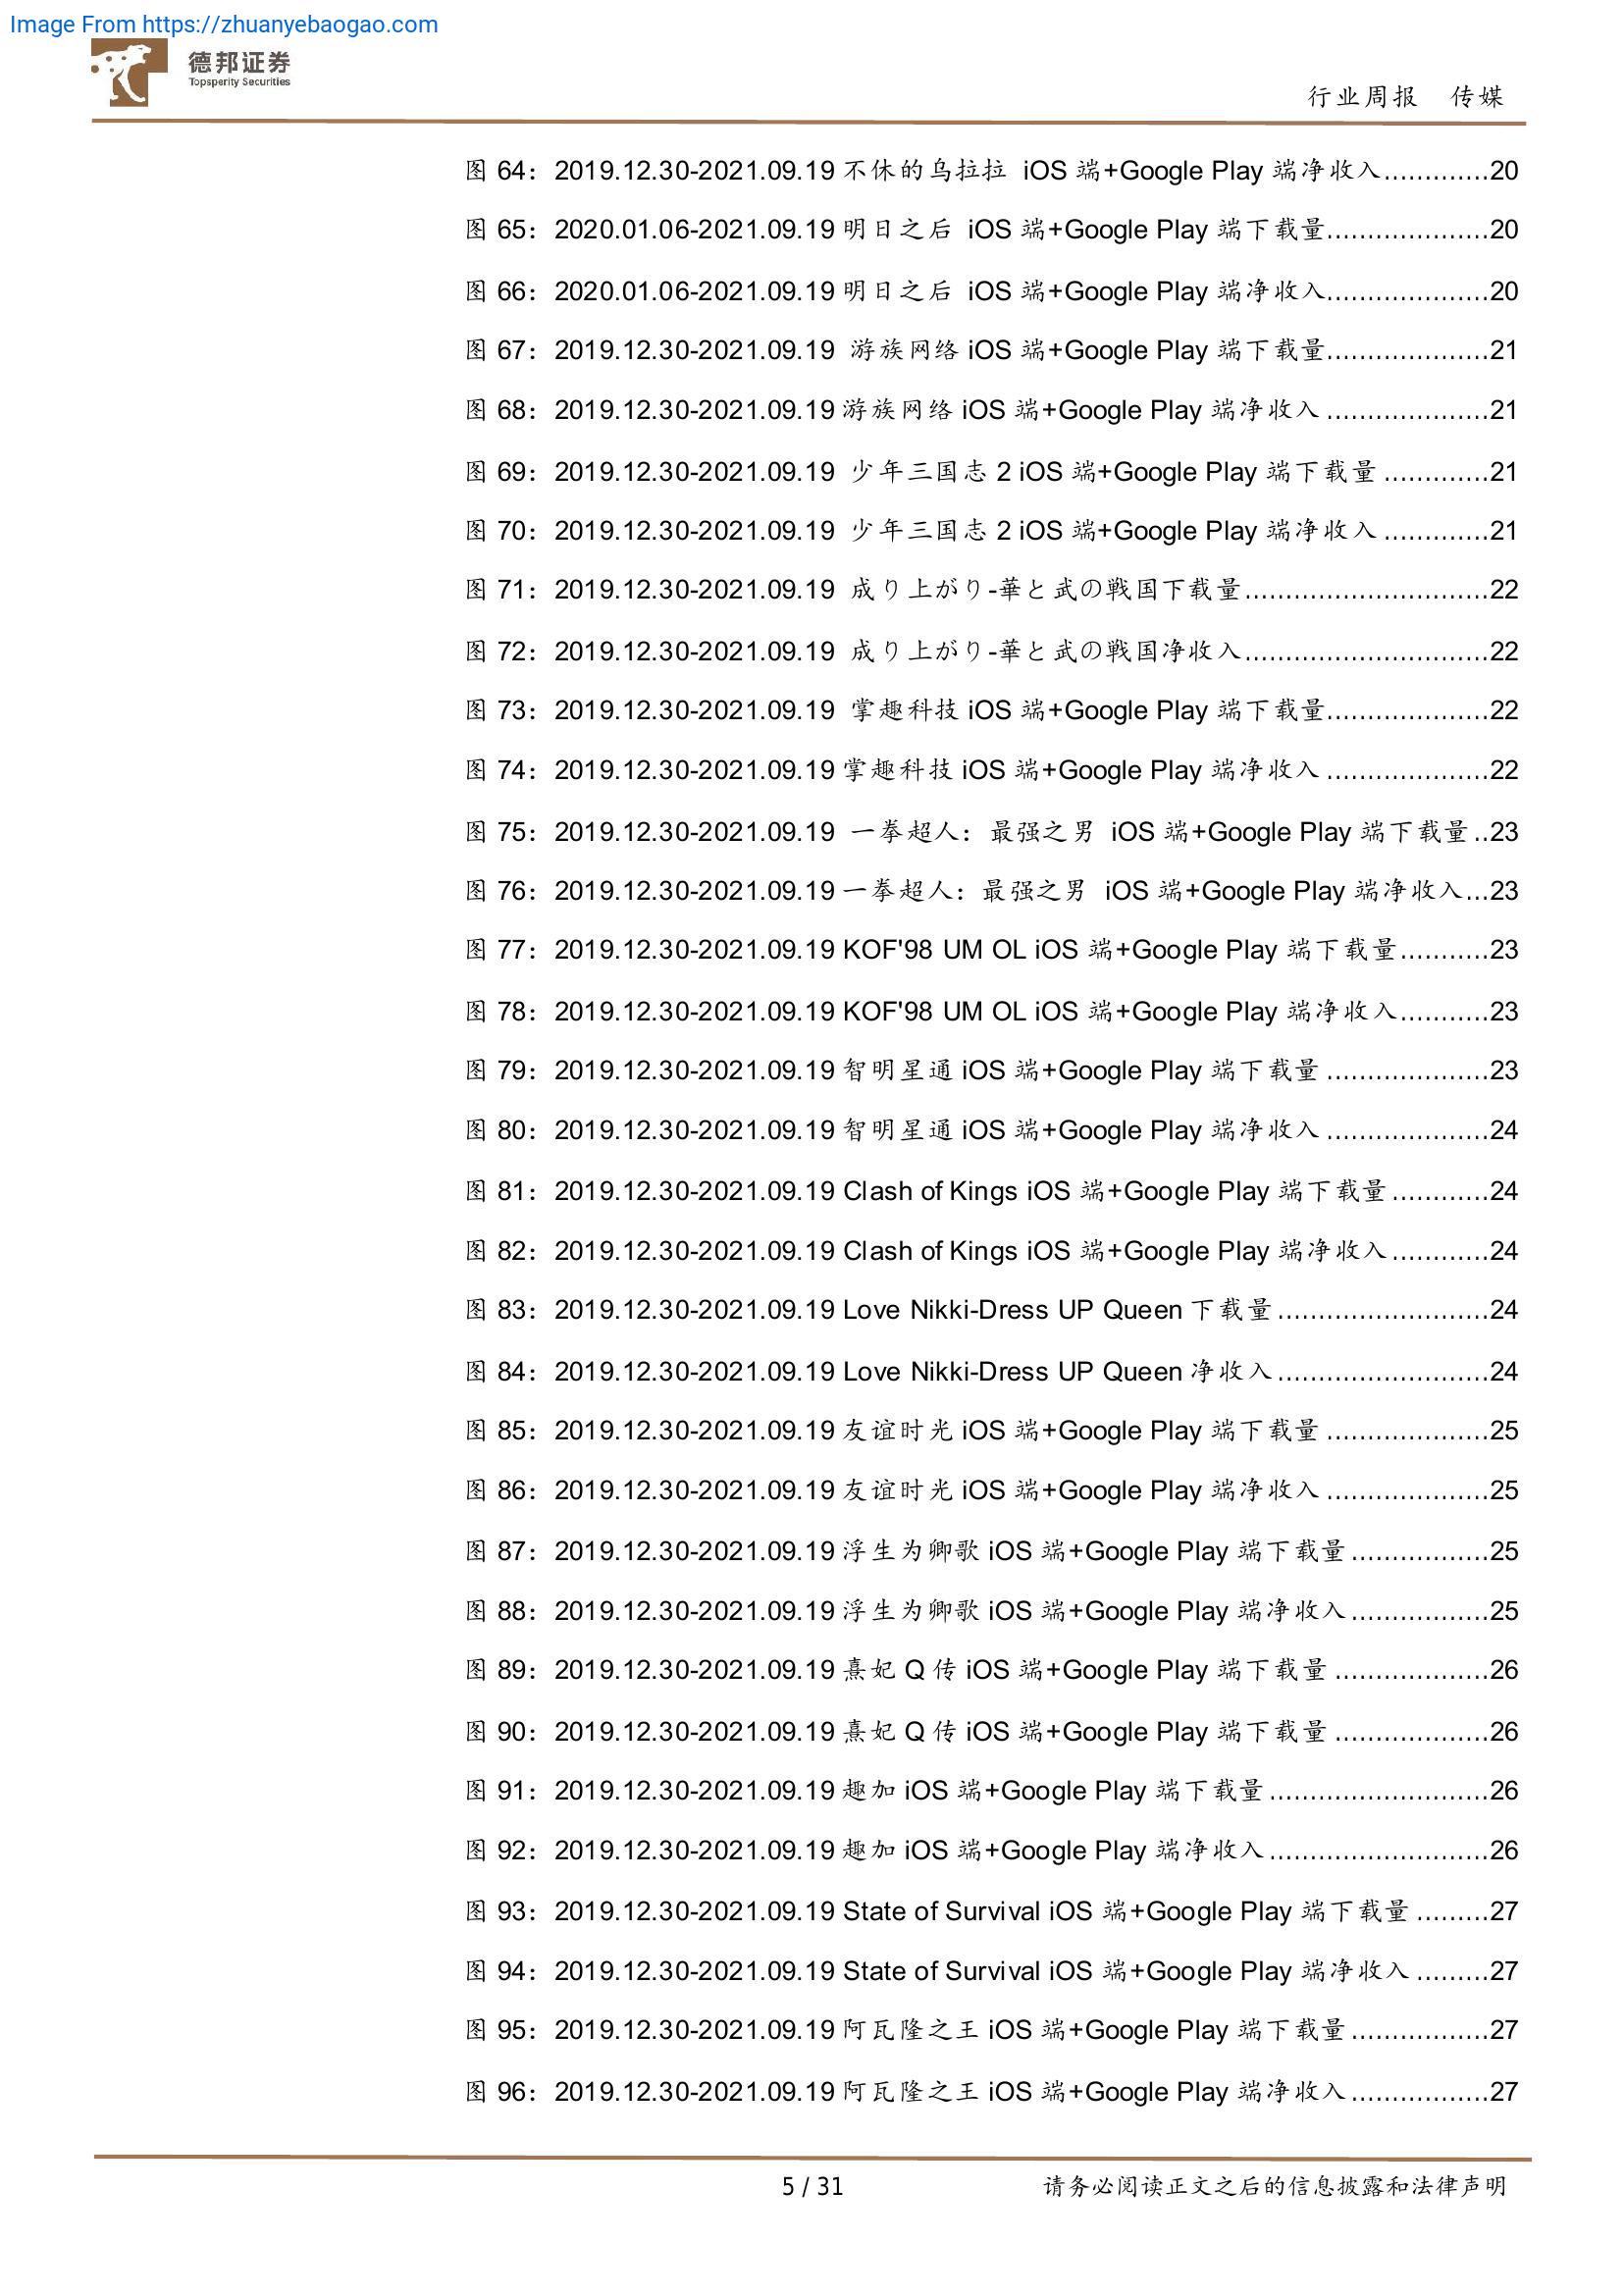 Image From https://zhuanyebaogao.com
德邦证券
Topsperity Securities
行业周报 传媒
图 64：2019.12.30-2021.09.19 不休的乌拉拉 iOS 端+Google Play 端净收入.............20
图 65：2020.01.06-2021.09.19 明日之后 iOS 端+Google Play 端下载量....................20
图 66：2020.01.06-2021.09.19 明日之后 iOS 端+Google Play 端净收入....................20
图 67：2019.12.30-2021.09.19 游族网络 iOS 端+Google Play 端下载量....................21
图 68：2019.12.30-2021.09.19 游族网络 iOS 端+Google Play 端净收入 ....................21
图 69：2019.12.30-2021.09.19 少年三国志 2 iOS 端+Google Play 端下载量 .............21
图 70：2019.12.30-2021.09.19 少年三国志 2 iOS 端+Google Play 端净收入 .............21
图 71：2019.12.30-2021.09.19 成り上がり-華と武の戦国下载量..............................22
图 72：2019.12.30-2021.09.19 成り上がり-華と武の戦国净收入..............................22
图 73：2019.12.30-2021.09.19 掌趣科技 iOS 端+Google Play 端下载量....................22
图 74：2019.12.30-2021.09.19 掌趣科技 iOS 端+Google Play 端净收入 ....................22
图 75：2019.12.30-2021.09.19 一拳超人：最强之男 iOS 端+Google Play 端下载量 ..23
图 76：2019.12.30-2021.09.19 一拳超人：最强之男 iOS 端+Google Play 端净收入...23
图 77：2019.12.30-2021.09.19 KOF'98 UM OL iOS 端+Google Play 端下载量...........23
图 78：2019.12.30-2021.09.19 KOF'98 UM OL iOS 端+Google Play 端净收入...........23
图 79：2019.12.30-2021.09.19 智明星通 iOS 端+Google Play 端下载量 ....................23
图 80：2019.12.30-2021.09.19 智明星通 iOS 端+Google Play 端净收入 ....................24
图 81：2019.12.30-2021.09.19 Clash of Kings iOS 端+Google Play 端下载量 ............24
图 82：2019.12.30-2021.09.19 Clash of Kings iOS 端+Google Play 端净收入 ............24
图 83：2019.12.30-2021.09.19 Love Nikki-Dress UP Queen 下载量 ..........................24
图 84：2019.12.30-2021.09.19 Love Nikki-Dress UP Queen 净收入 ..........................24
图 85：2019.12.30-2021.09.19 友谊时光 iOS 端+Google Play 端下载量 ....................25
图 86：2019.12.30-2021.09.19 友谊时光 iOS 端+Google Play 端净收入 ....................25
图 87：2019.12.30-2021.09.19 浮生为卿歌 iOS 端+Google Play 端下载量 .................25
图 88：2019.12.30-2021.09.19 浮生为卿歌 iOS 端+Google Play 端净收入 .................25
图 89：2019.12.30-2021.09.19 熹妃 Q 传 iOS 端+Google Play 端下载量 ...................26
图 90：2019.12.30-2021.09.19 熹妃 Q 传 iOS 端+Google Play 端下载量 ...................26
图 91：2019.12.30-2021.09.19 趣加 iOS 端+Google Play 端下载量 ...........................26
图 92：2019.12.30-2021.09.19 趣加 iOS 端+Google Play 端净收入 ...........................26
图 93：2019.12.30-2021.09.19 State of Survival iOS 端+Google Play 端下载量 .........27
图 94：2019.12.30-2021.09.19 State of Survival iOS 端+Google Play 端净收入 .........27
图 95：2019.12.30-2021.09.19 阿瓦隆之王 iOS 端+Google Play 端下载量 .................27
图 96：2019.12.30-2021.09.19 阿瓦隆之王 iOS 端+Google Play 端净收入 .................27
5 / 31 请务必阅读正文之后的信息披露和法律声明